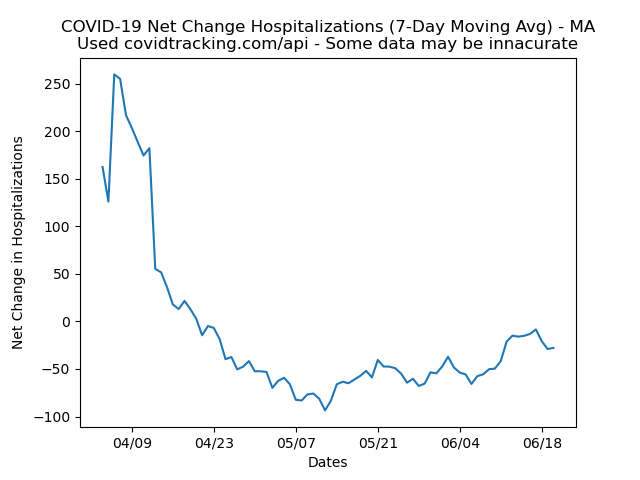 COVID-19 Net Change Hospitalizations (7-Day Moving Avg) - MA
Used covidtracking.com/api - Some data may be innacurate
Net Change in Hospitalizations
250
200
150
100
50
0
−50
−100
04/09 04/23 05/07 05/21 06/04 06/18
Dates